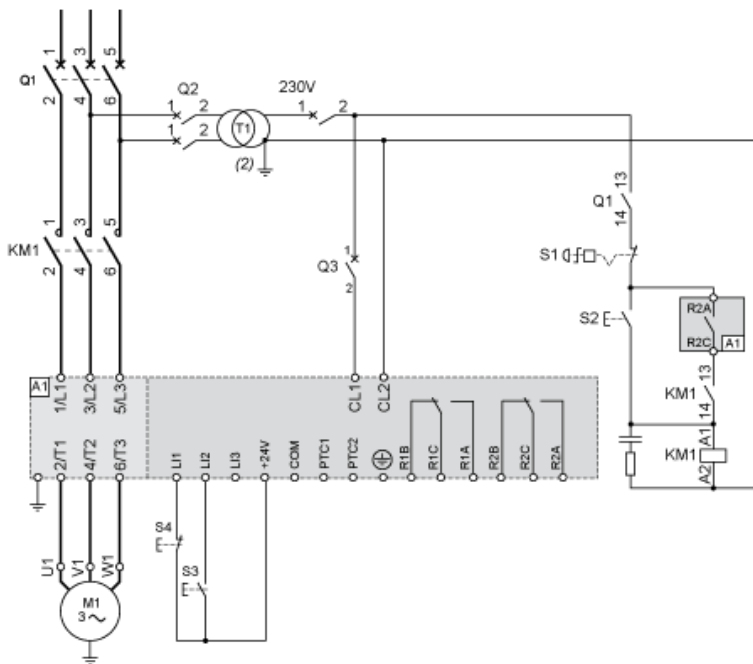 1 3 5
Q1
2 4 6
Q2
1 2
1 2
T1
(2)
230V
1 2
1 3 5
KM1
2 4 6
Q3
1
2
13
Q1
14
S1
S2
R2A
R2C
A1
13
KM1
14
A1
KM1
A2
A1
1/L1 3/L2 5/L3
CL1 CL2
2/T1 4/T2 6/T3
LI1 LI2 LI3 +24V COM PTC1 PTC2 R1B R1C R1A R2B R2C R2A
S4
S3
U1 V1 W1
M1
3